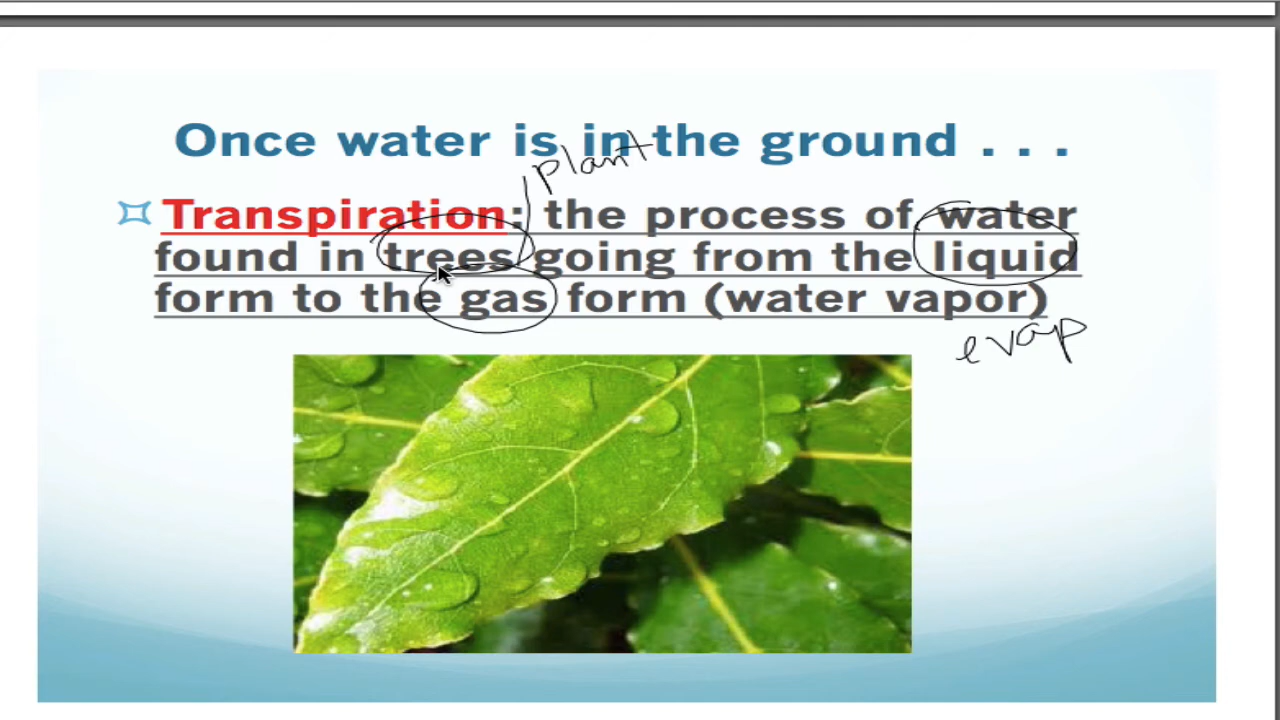 Once water is in the ground . . .
plant
Transpiration: the process of water
found in trees going from the liquid
form to the gas form (water vapor)
evap